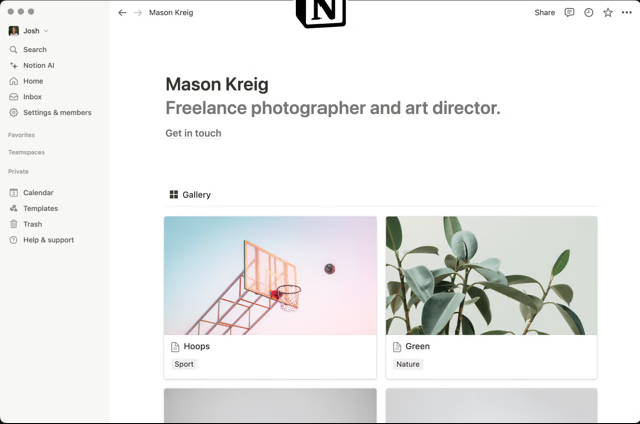 Josh
Search
Notion AI
Home
Inbox
Settings & members
Favorites
Teamspaces
Private
Calendar
Templates
Trash
Help & support
Mason Kreig
N
Share
Mason Kreig
Freelance photographer and art director.
Get in touch
Gallery
Hoops
Sport
Green
Nature